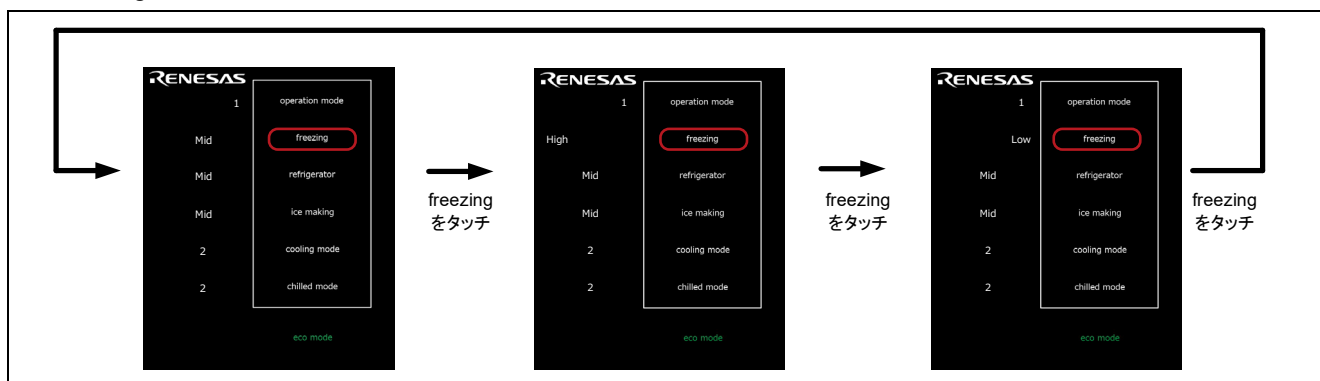 RENESAS
1 operation mode
Mid freezing
Mid refrigerator
Mid ice making
2 cooling mode
2 chilled mode
eco mode
freezing
をタッチ
RENESAS
1 operation mode
High freezing
Mid refrigerator
Mid ice making
2 cooling mode
2 chilled mode
eco mode
freezing
をタッチ
RENESAS
1 operation mode
Low freezing
Mid refrigerator
Mid ice making
2 cooling mode
2 chilled mode
eco mode
freezing
をタッチ